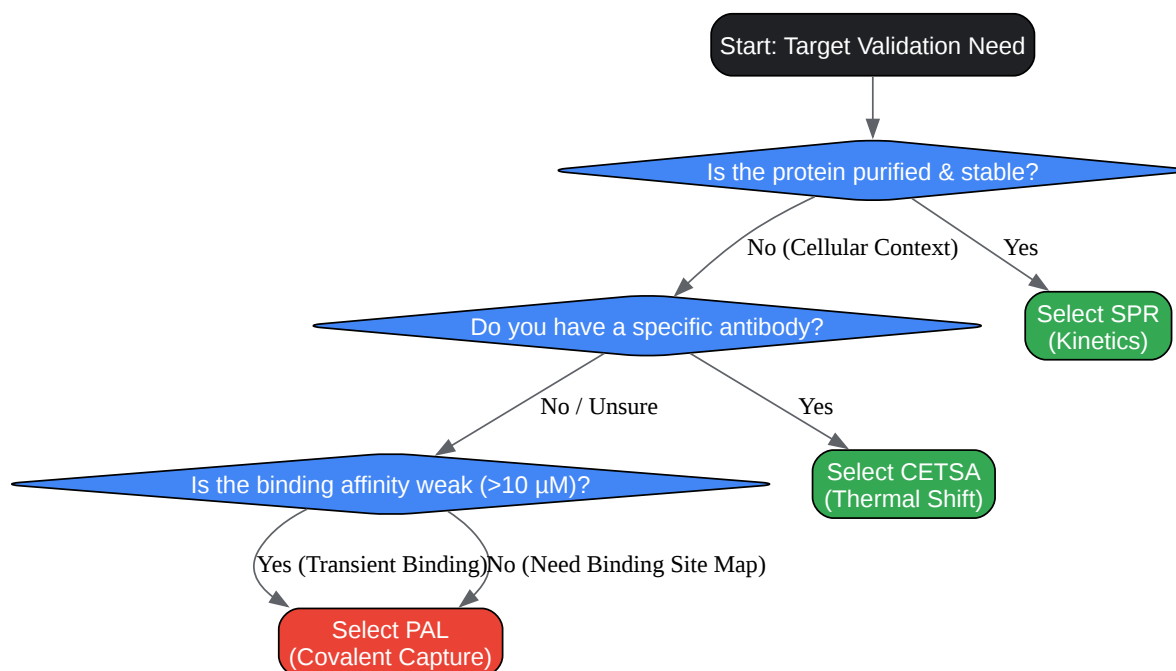 Start: Target Validation Need
Is the protein purified & stable?
No (Cellular Context)
Yes
Select SPR
(Kinetics)
Do you have a specific antibody?
No / Unsure
Yes
Select CETSA
(Thermal Shift)
Is the binding affinity weak (>10 µM)?
Yes (Transient Binding)
No (Need Binding Site Map)
Select PAL
(Covalent Capture)